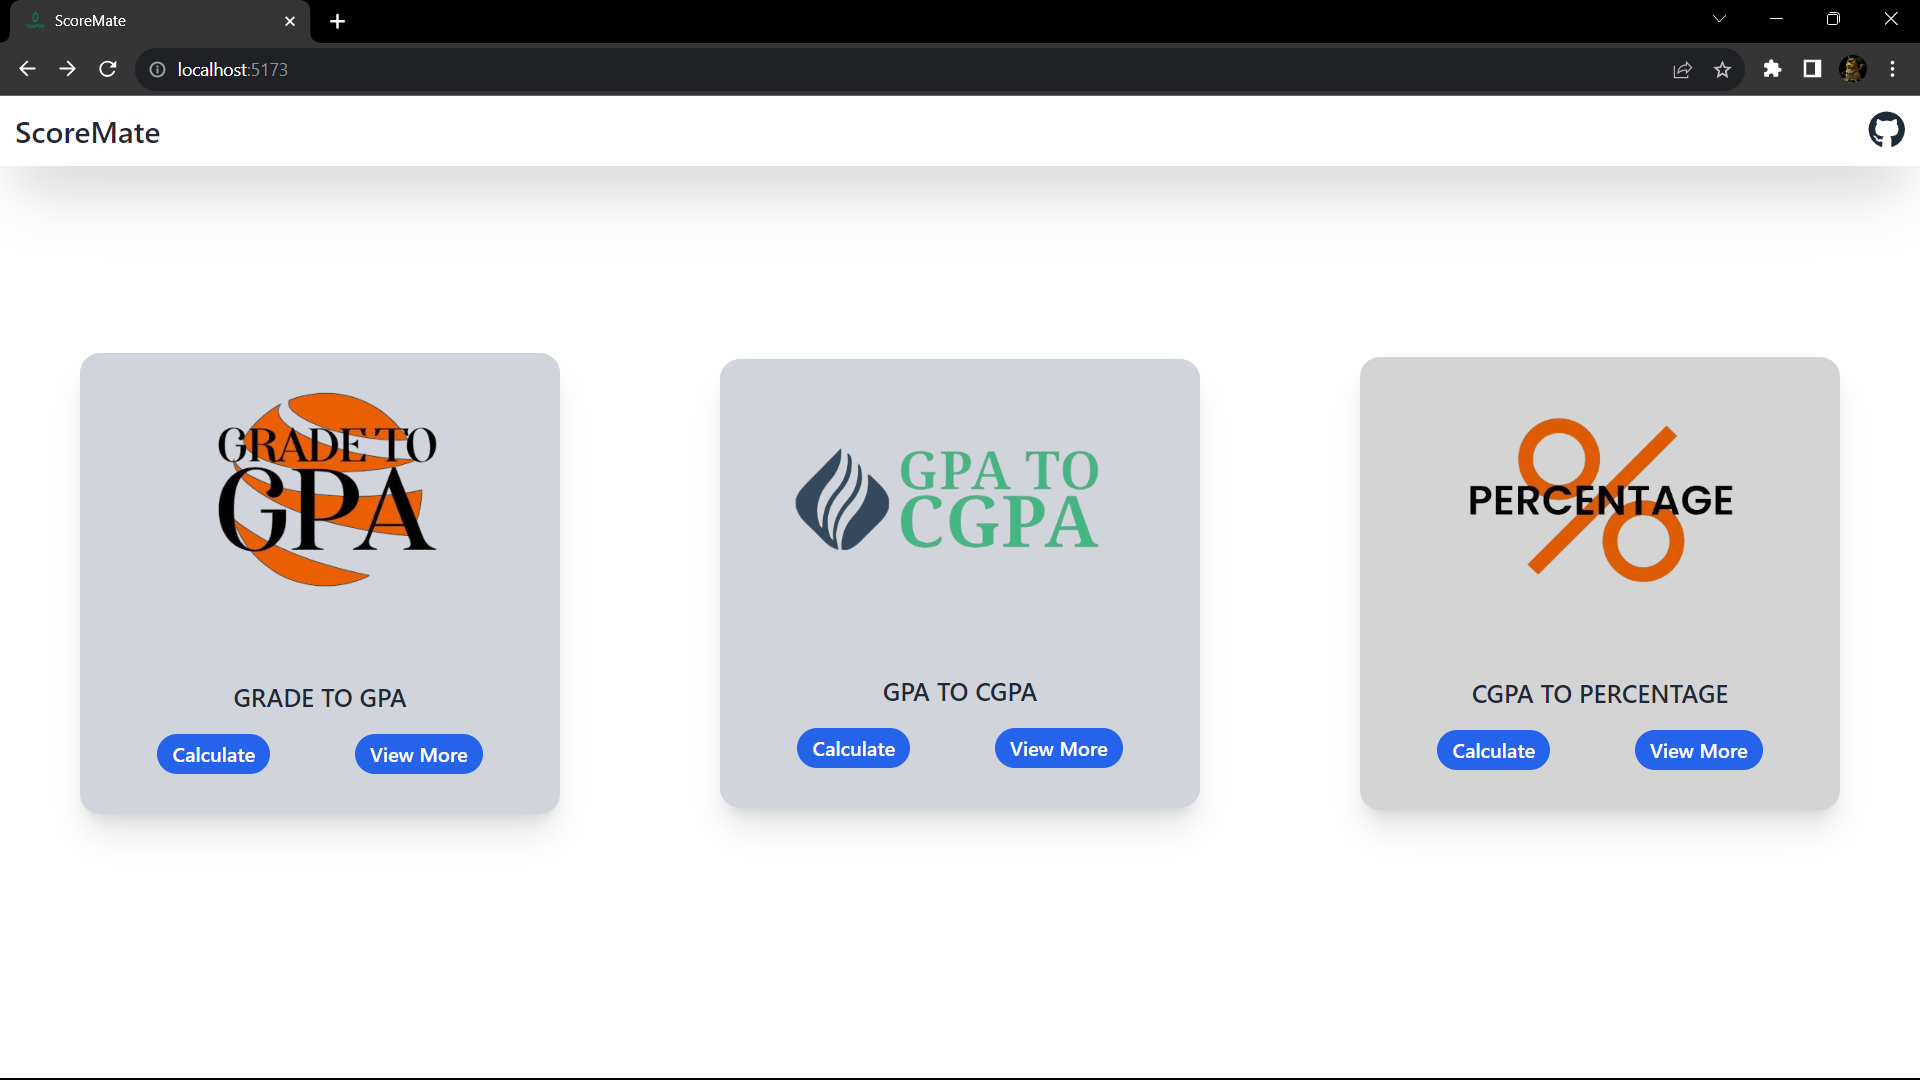 ScoreMate
localhost:5173
ScoreMate
GRADE TO
GPA
GRADE TO GPA
Calculate
View More
GPA TO
CGPA
GPA TO CGPA
Calculate
View More
%
PERCENTAGE
CGPA TO PERCENTAGE
Calculate
View More